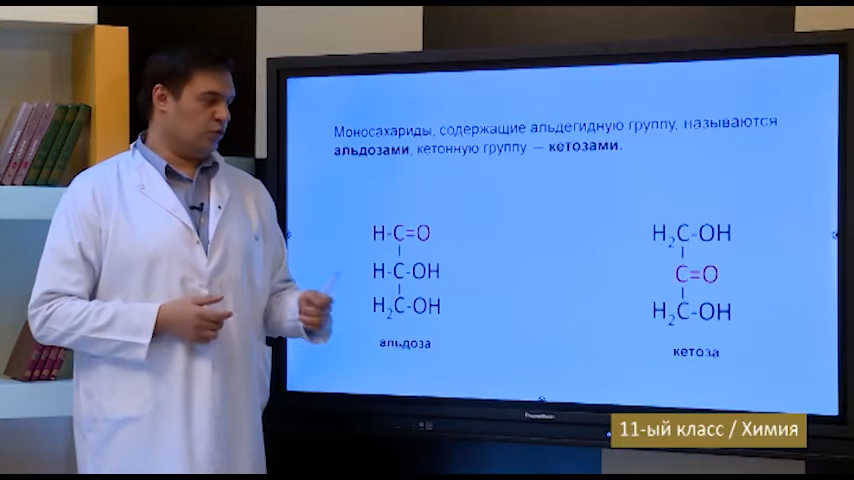 Моносахариды, содержащие альдегидную группу, называются
альдозами, кетонную группу — кетозами.
H-C=O
H-C-OH
H₂C-OH
альдоза
H₂C-OH
C=O
H₂C-OH
кетоза
11-ый класс / Химия